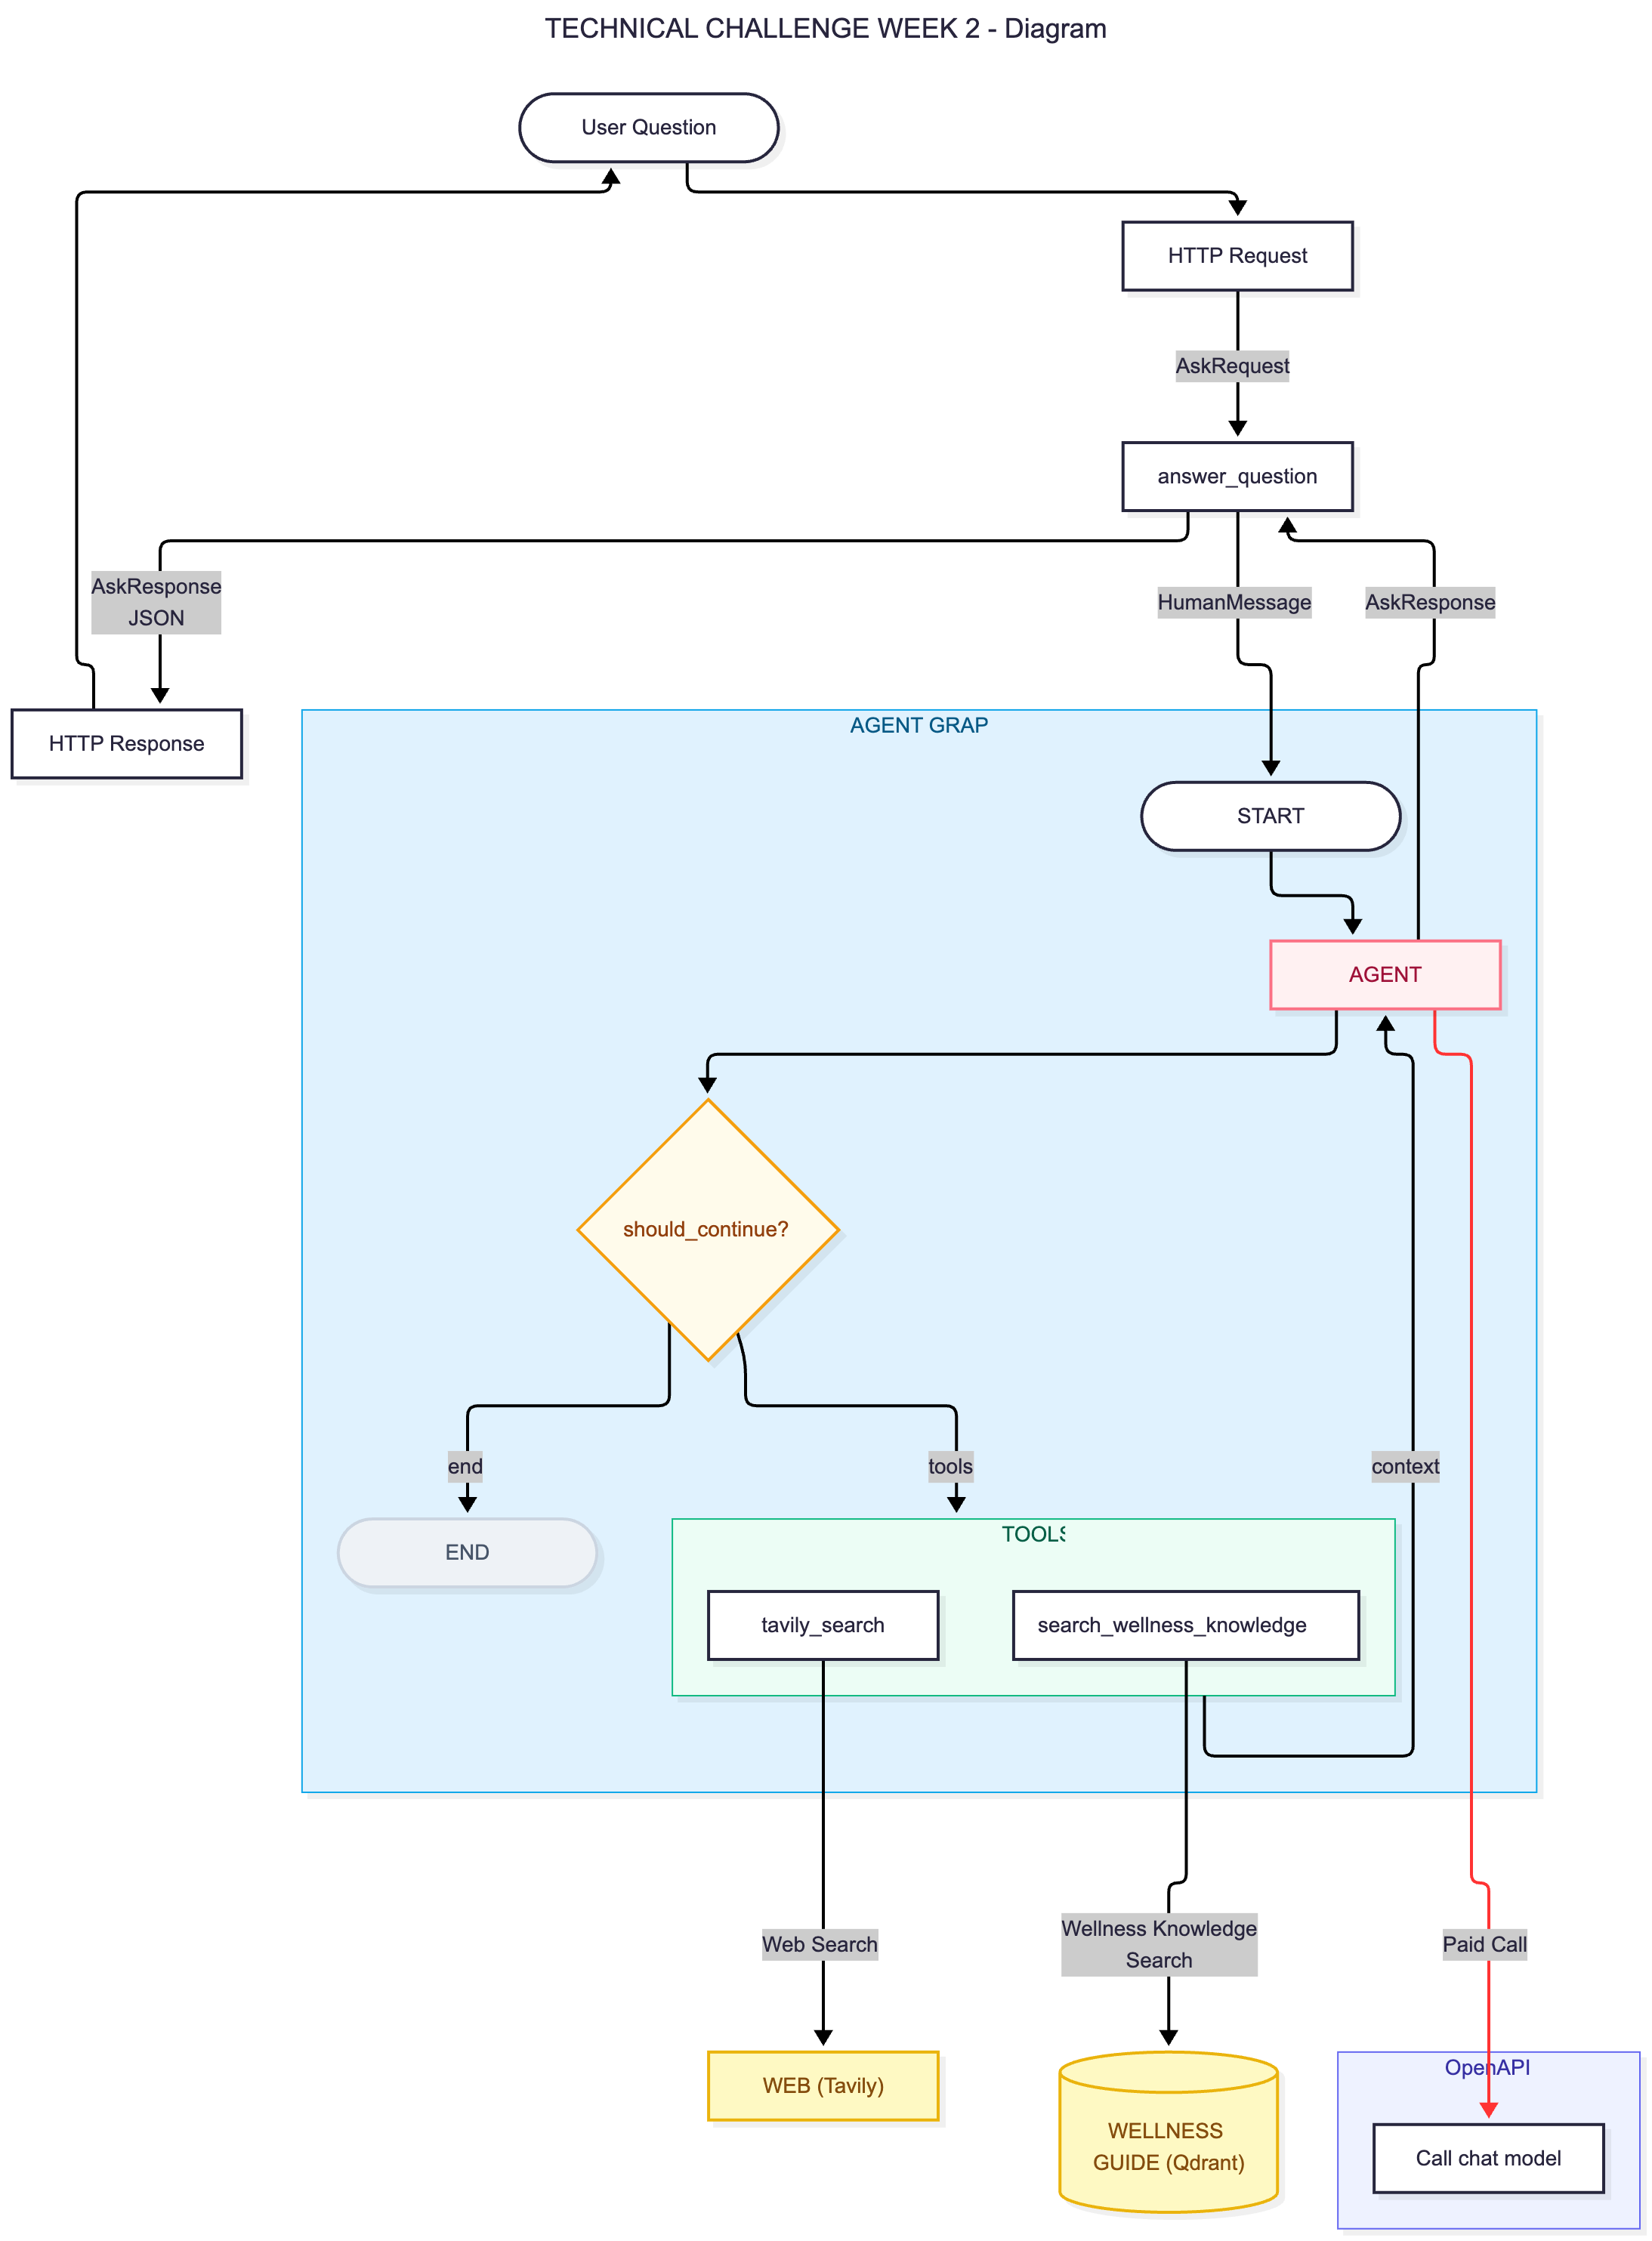 TECHNICAL CHALLENGE WEEK 2 - Diagram
User Question
HTTP Request
AskRequest
answer_question
AskResponse
JSON
HumanMessage
AskResponse
HTTP Response
AGENT GRAP
START
AGENT
should_continue?
end
tools
context
END
TOOLS
tavily_search
search_wellness_knowledge
Web Search
Wellness Knowledge
Search
Paid Call
WEB (Tavily)
WELLNESS
GUIDE (Qdrant)
OpenAPI
Call chat model